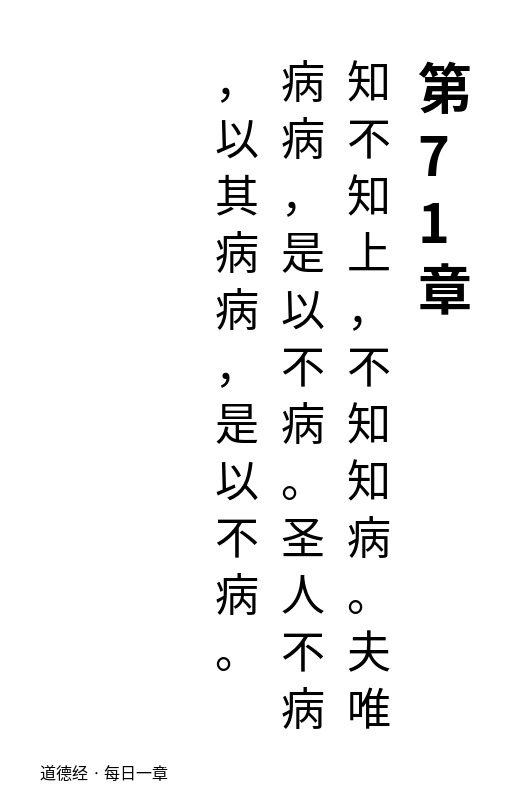 第71章
知不知上，不知知病。夫唯
病病，是以不病。圣人不病
，以其病病，是以不病。
道德经 · 每日一章